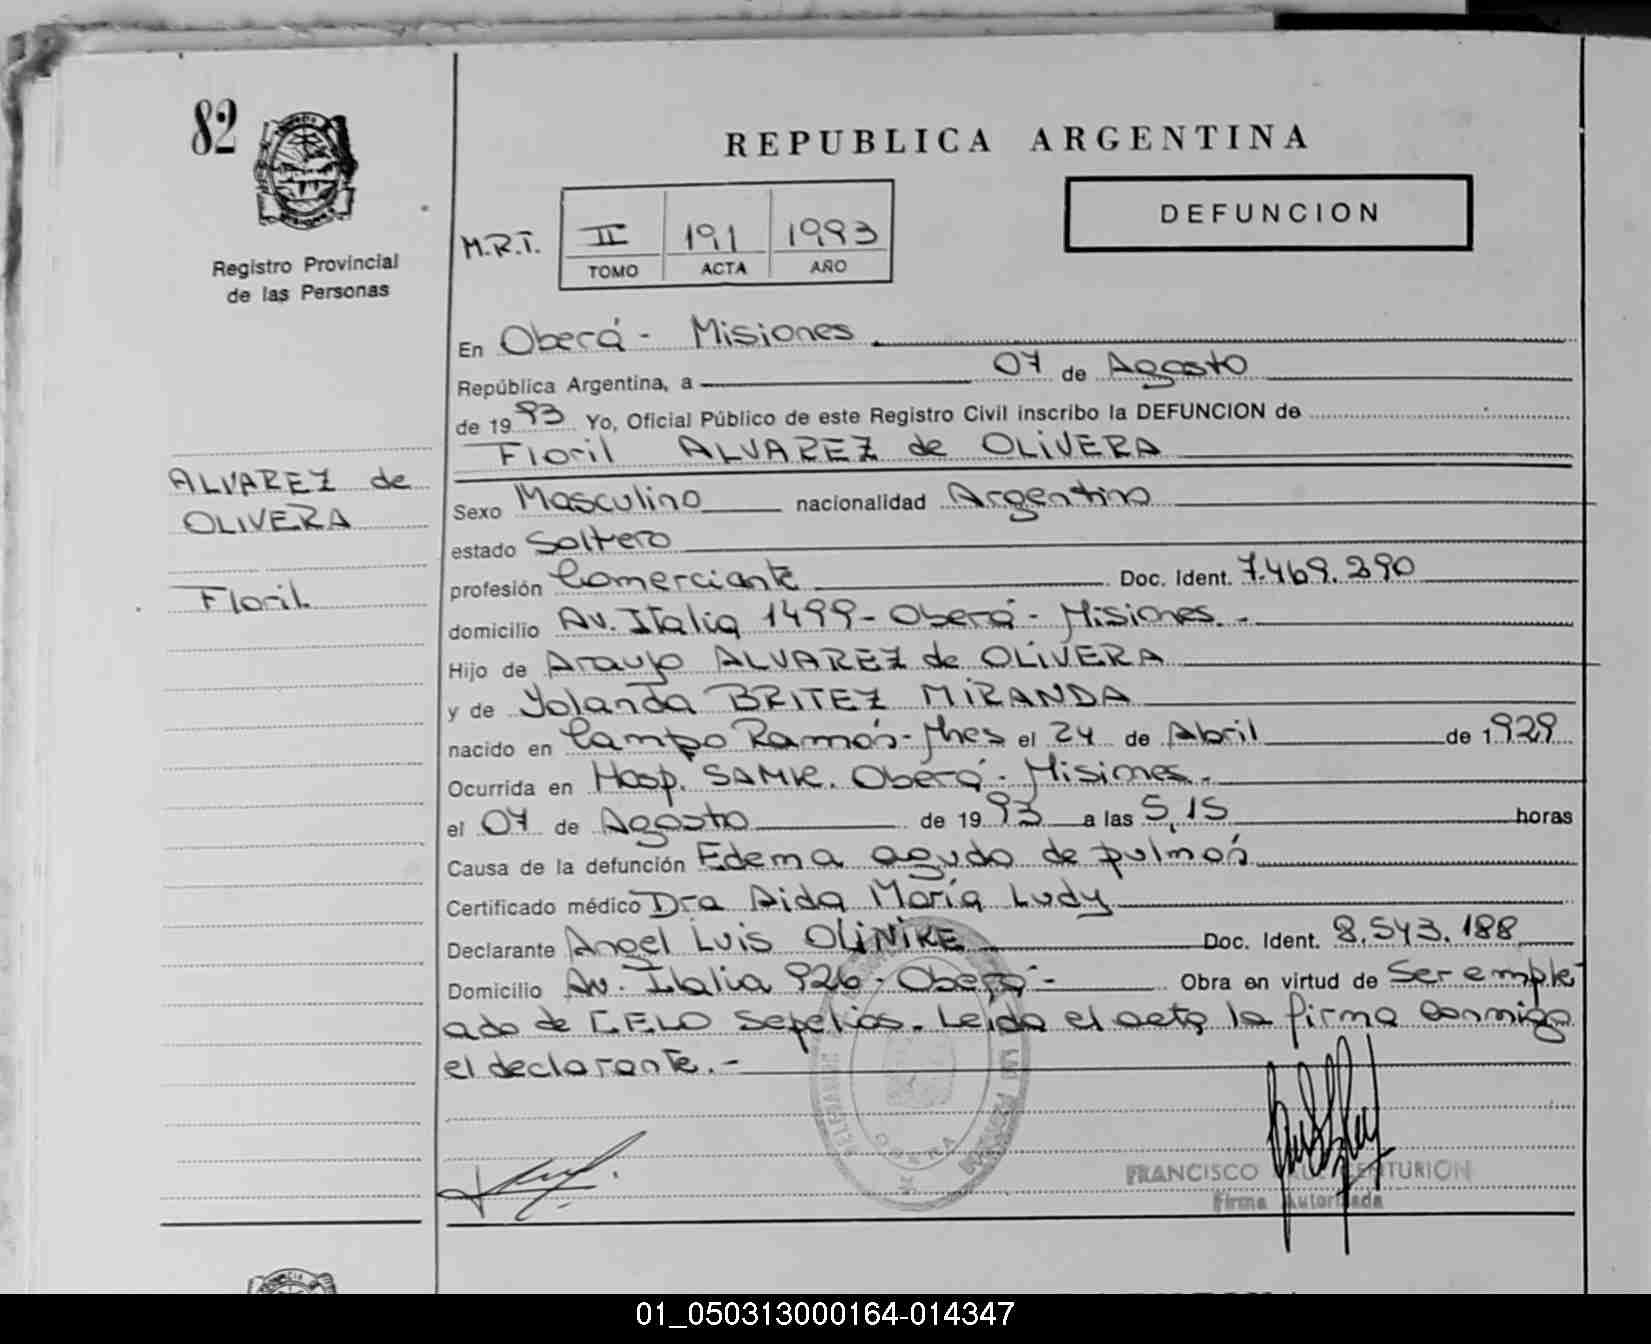 82
REPUBLICA ARGENTINA
DEFUNCION
M.R.I. II 191 1993
TOMO ACTA AÑO
Registro Provincial
de las Personas
En Oberá - Misiones
República Argentina, a 07 de Agosto
de 1993 Yo, Oficial Público de este Registro Civil inscribo la DEFUNCION de
Floril ALVAREZ de OLIVERA
ALVAREZ de
OLIVERA
Floril
Sexo Masculino nacionalidad Argentino
estado Soltero
profesión Comerciante Doc. Ident. 7.469.290
domicilio Av. Italia 1499 - Oberá - Misiones. -
Hijo de Araujo ALVAREZ de OLIVERA
y de Yolanda BRITEZ MIRANDA
nacido en Campo Ramón - Mnes el 24 de Abril de 1929
Ocurrida en Hosp. SAMIC. Oberá - Misiones. -
el 07 de Agosto de 1993 a las 5,15 horas
Causa de la defunción Edema agudo de pulmón
Certificado médico Dra Aida María Ludy
Declarante Angel Luis OLINIKE Doc. Ident. 8.543.188
Domicilio Av. Italia 926 - Oberá - Obra en virtud de Ser emple
ado de CELO Sepelios. Leida el acta la firma conmigo
el declarante. -
FRANCISCO CENTURION
Firma Autorizada
01_050313000164-014347